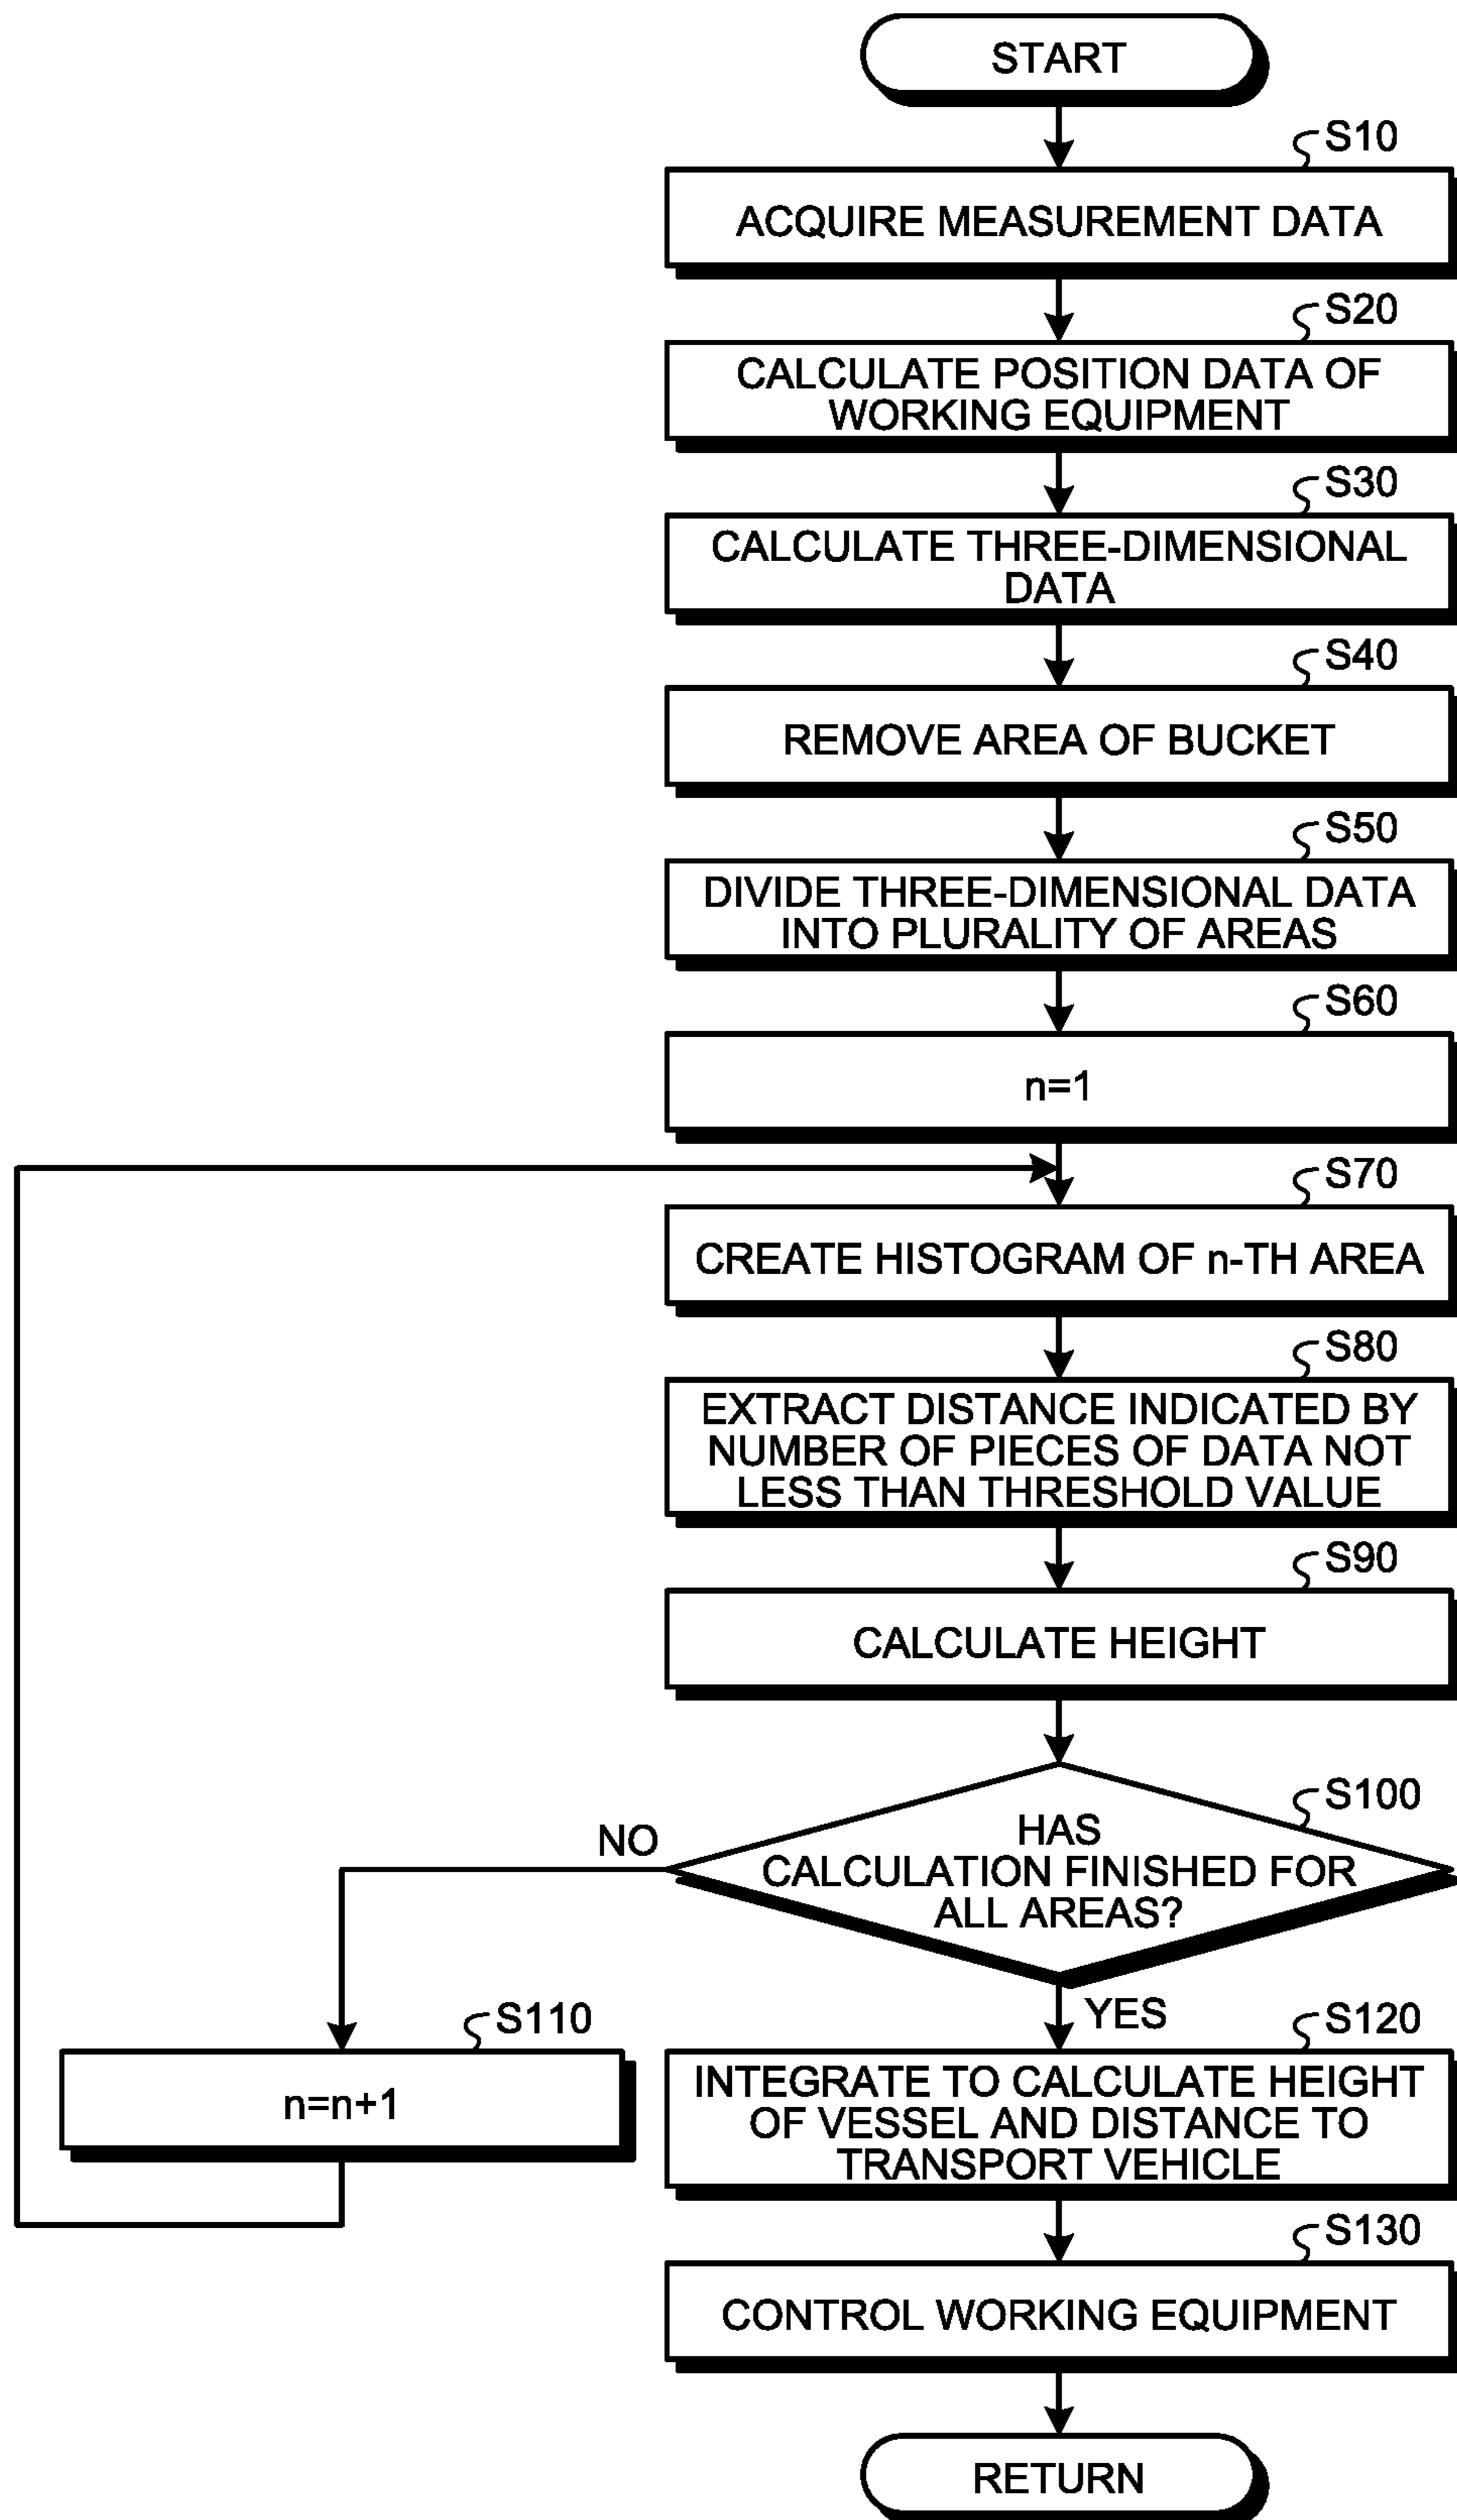 START
S10
ACQUIRE MEASUREMENT DATA
S20
CALCULATE POSITION DATA OF
WORKING EQUIPMENT
S30
CALCULATE THREE-DIMENSIONAL
DATA
S40
REMOVE AREA OF BUCKET
S50
DIVIDE THREE-DIMENSIONAL DATA
INTO PLURALITY OF AREAS
S60
n=1
S70
CREATE HISTOGRAM OF n-TH AREA
S80
EXTRACT DISTANCE INDICATED BY
NUMBER OF PIECES OF DATA NOT
LESS THAN THRESHOLD VALUE
S90
CALCULATE HEIGHT
S100
HAS
CALCULATION FINISHED FOR
ALL AREAS?
NO
YES
S110
n=n+1
S120
INTEGRATE TO CALCULATE HEIGHT
OF VESSEL AND DISTANCE TO
TRANSPORT VEHICLE
S130
CONTROL WORKING EQUIPMENT
RETURN